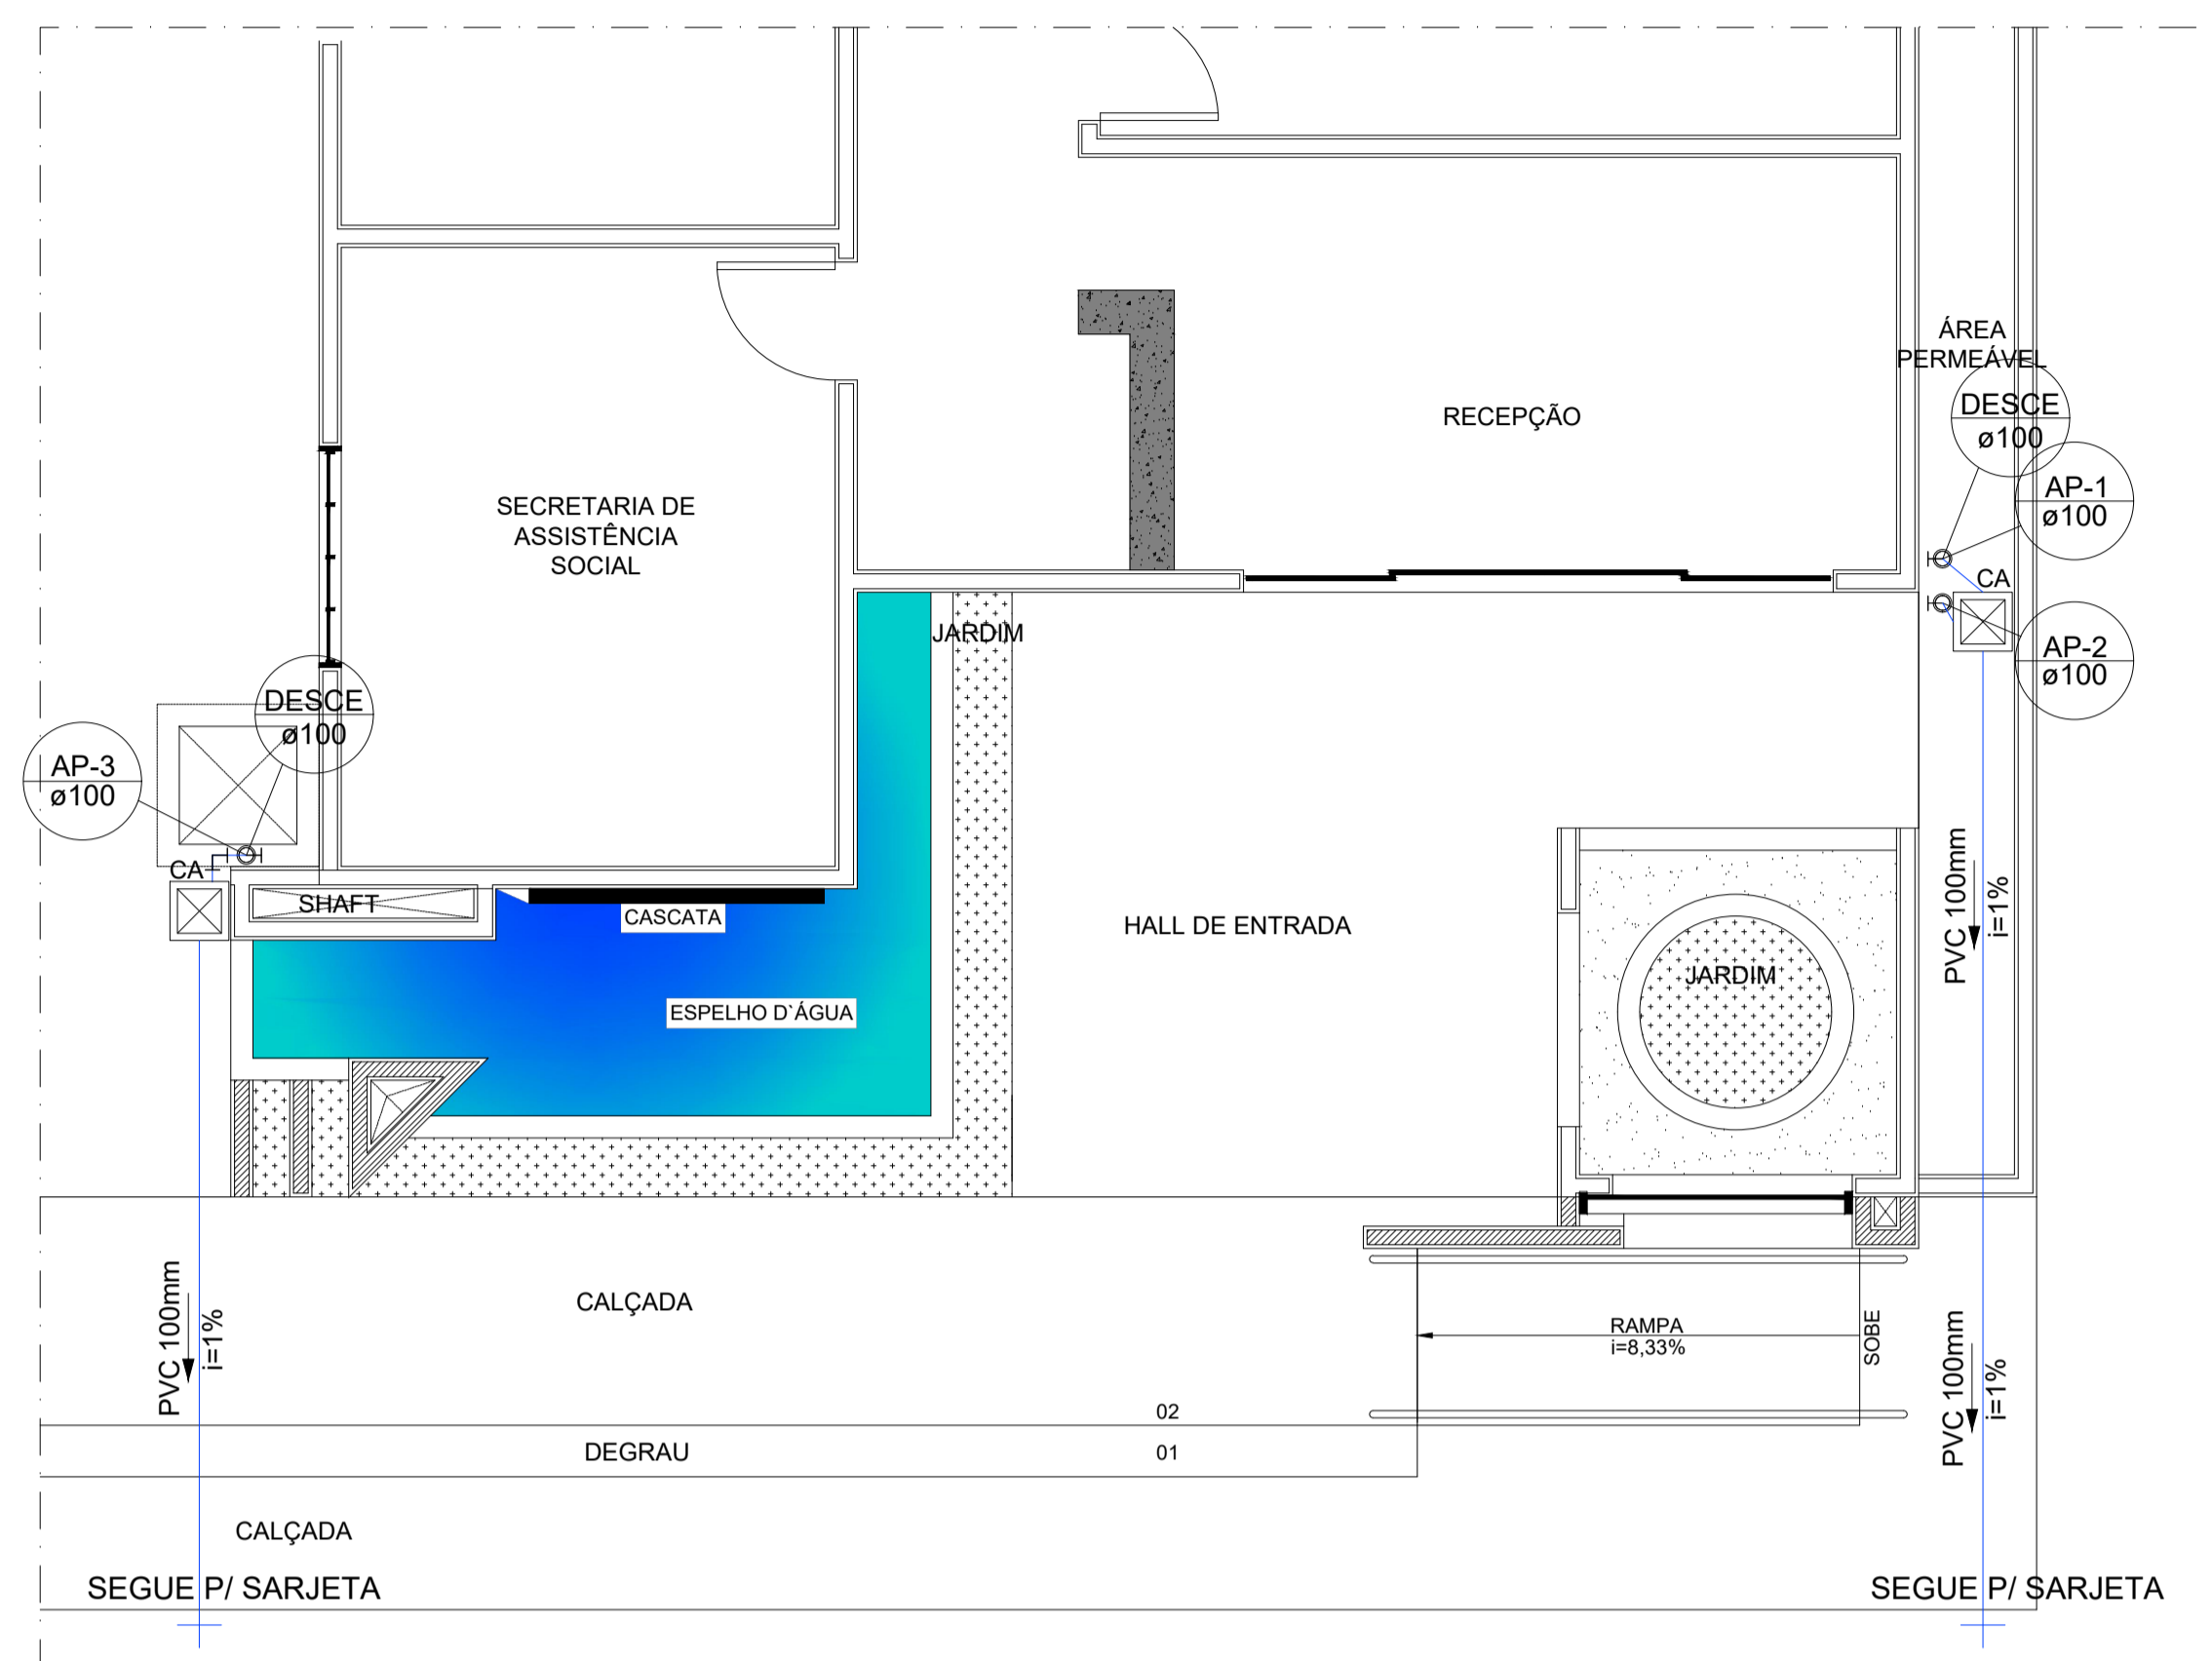 ÁREA
PERMEÁVEL
DESCE
ø100
RECEPÇÃO
AP-1
ø100
SECRETARIA DE
ASSISTÊNCIA
SOCIAL
CA
JARDIM
AP-2
ø100
DESCE
ø100
AP-3
ø100
CA
SHAFT
CASCATA
HALL DE ENTRADA
PVC 100mm
i=1%
JARDIM
ESPELHO D`ÁGUA
CALÇADA
PVC 100mm
i=1%
RAMPA
i=8,33%
SOBE
PVC 100mm
i=1%
02
DEGRAU
01
CALÇADA
SEGUE P/ SARJETA
SEGUE P/ SARJETA